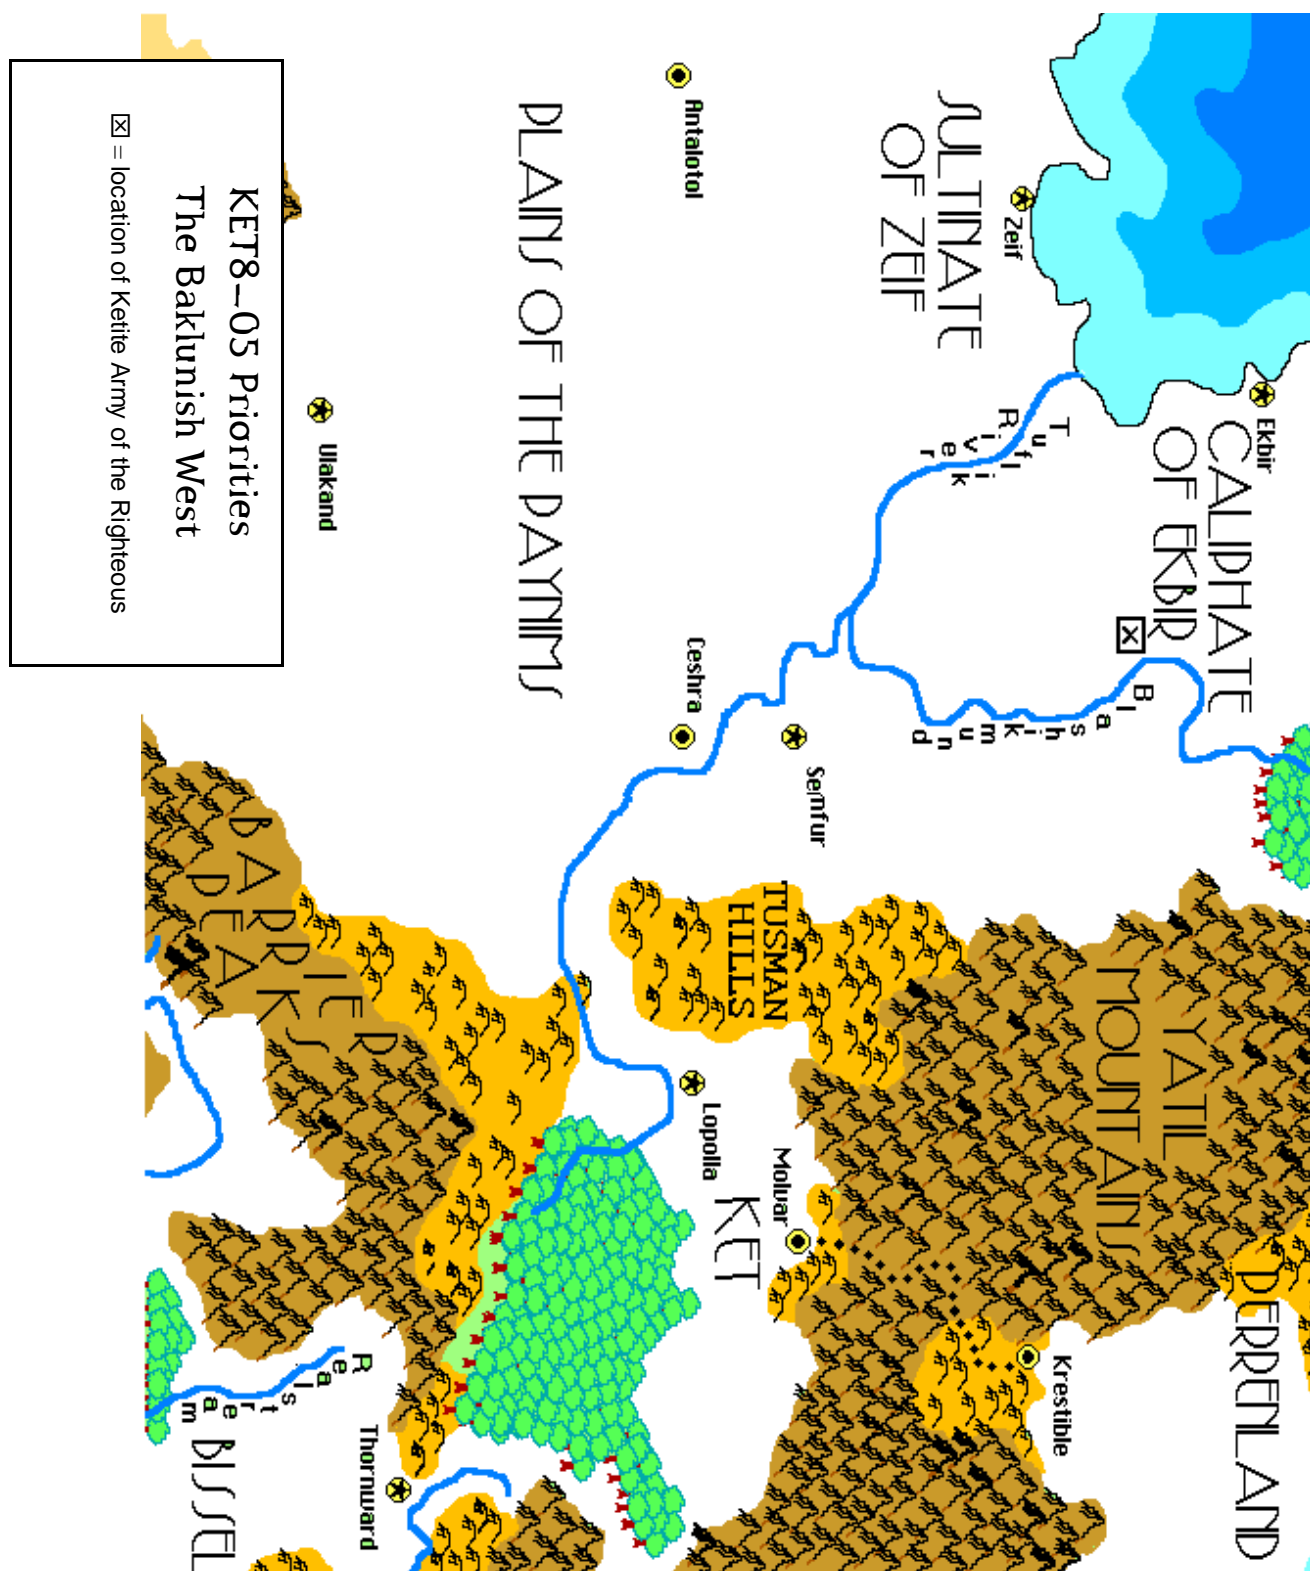 KET8–05 Priorities
The Baklunish West
☒ = location of Ketite Army of the Righteous
Ekbir
CALIPHATE
OF EKBIR
Zeif
SULTINATE
OF ZEIF
Tuflik
River
Blashikmund
☒
Antalotol
PLAINS OF THE PAYNIMS
Ulakand
Ceshra
Semfur
TUSMAN
HILLS
YATIL
MOUNTAINS
BARRIER
PEAKS
Lopolla
KET
Molvar
Krestible
PERRENLAND
Realstream
Thornward
BISSEL